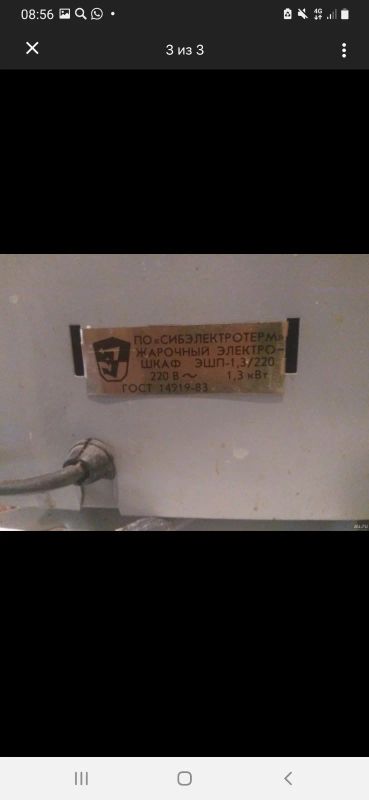 08:56
4G
3 из 3
ПО «СИБЭЛЕКТРОТЕРМ»
ЖАРОЧНЫЙ ЭЛЕКТРО-
ШКАФ ЭШП-1,3/220
220 В ~ 1,3 кВт
ГОСТ 14919-83